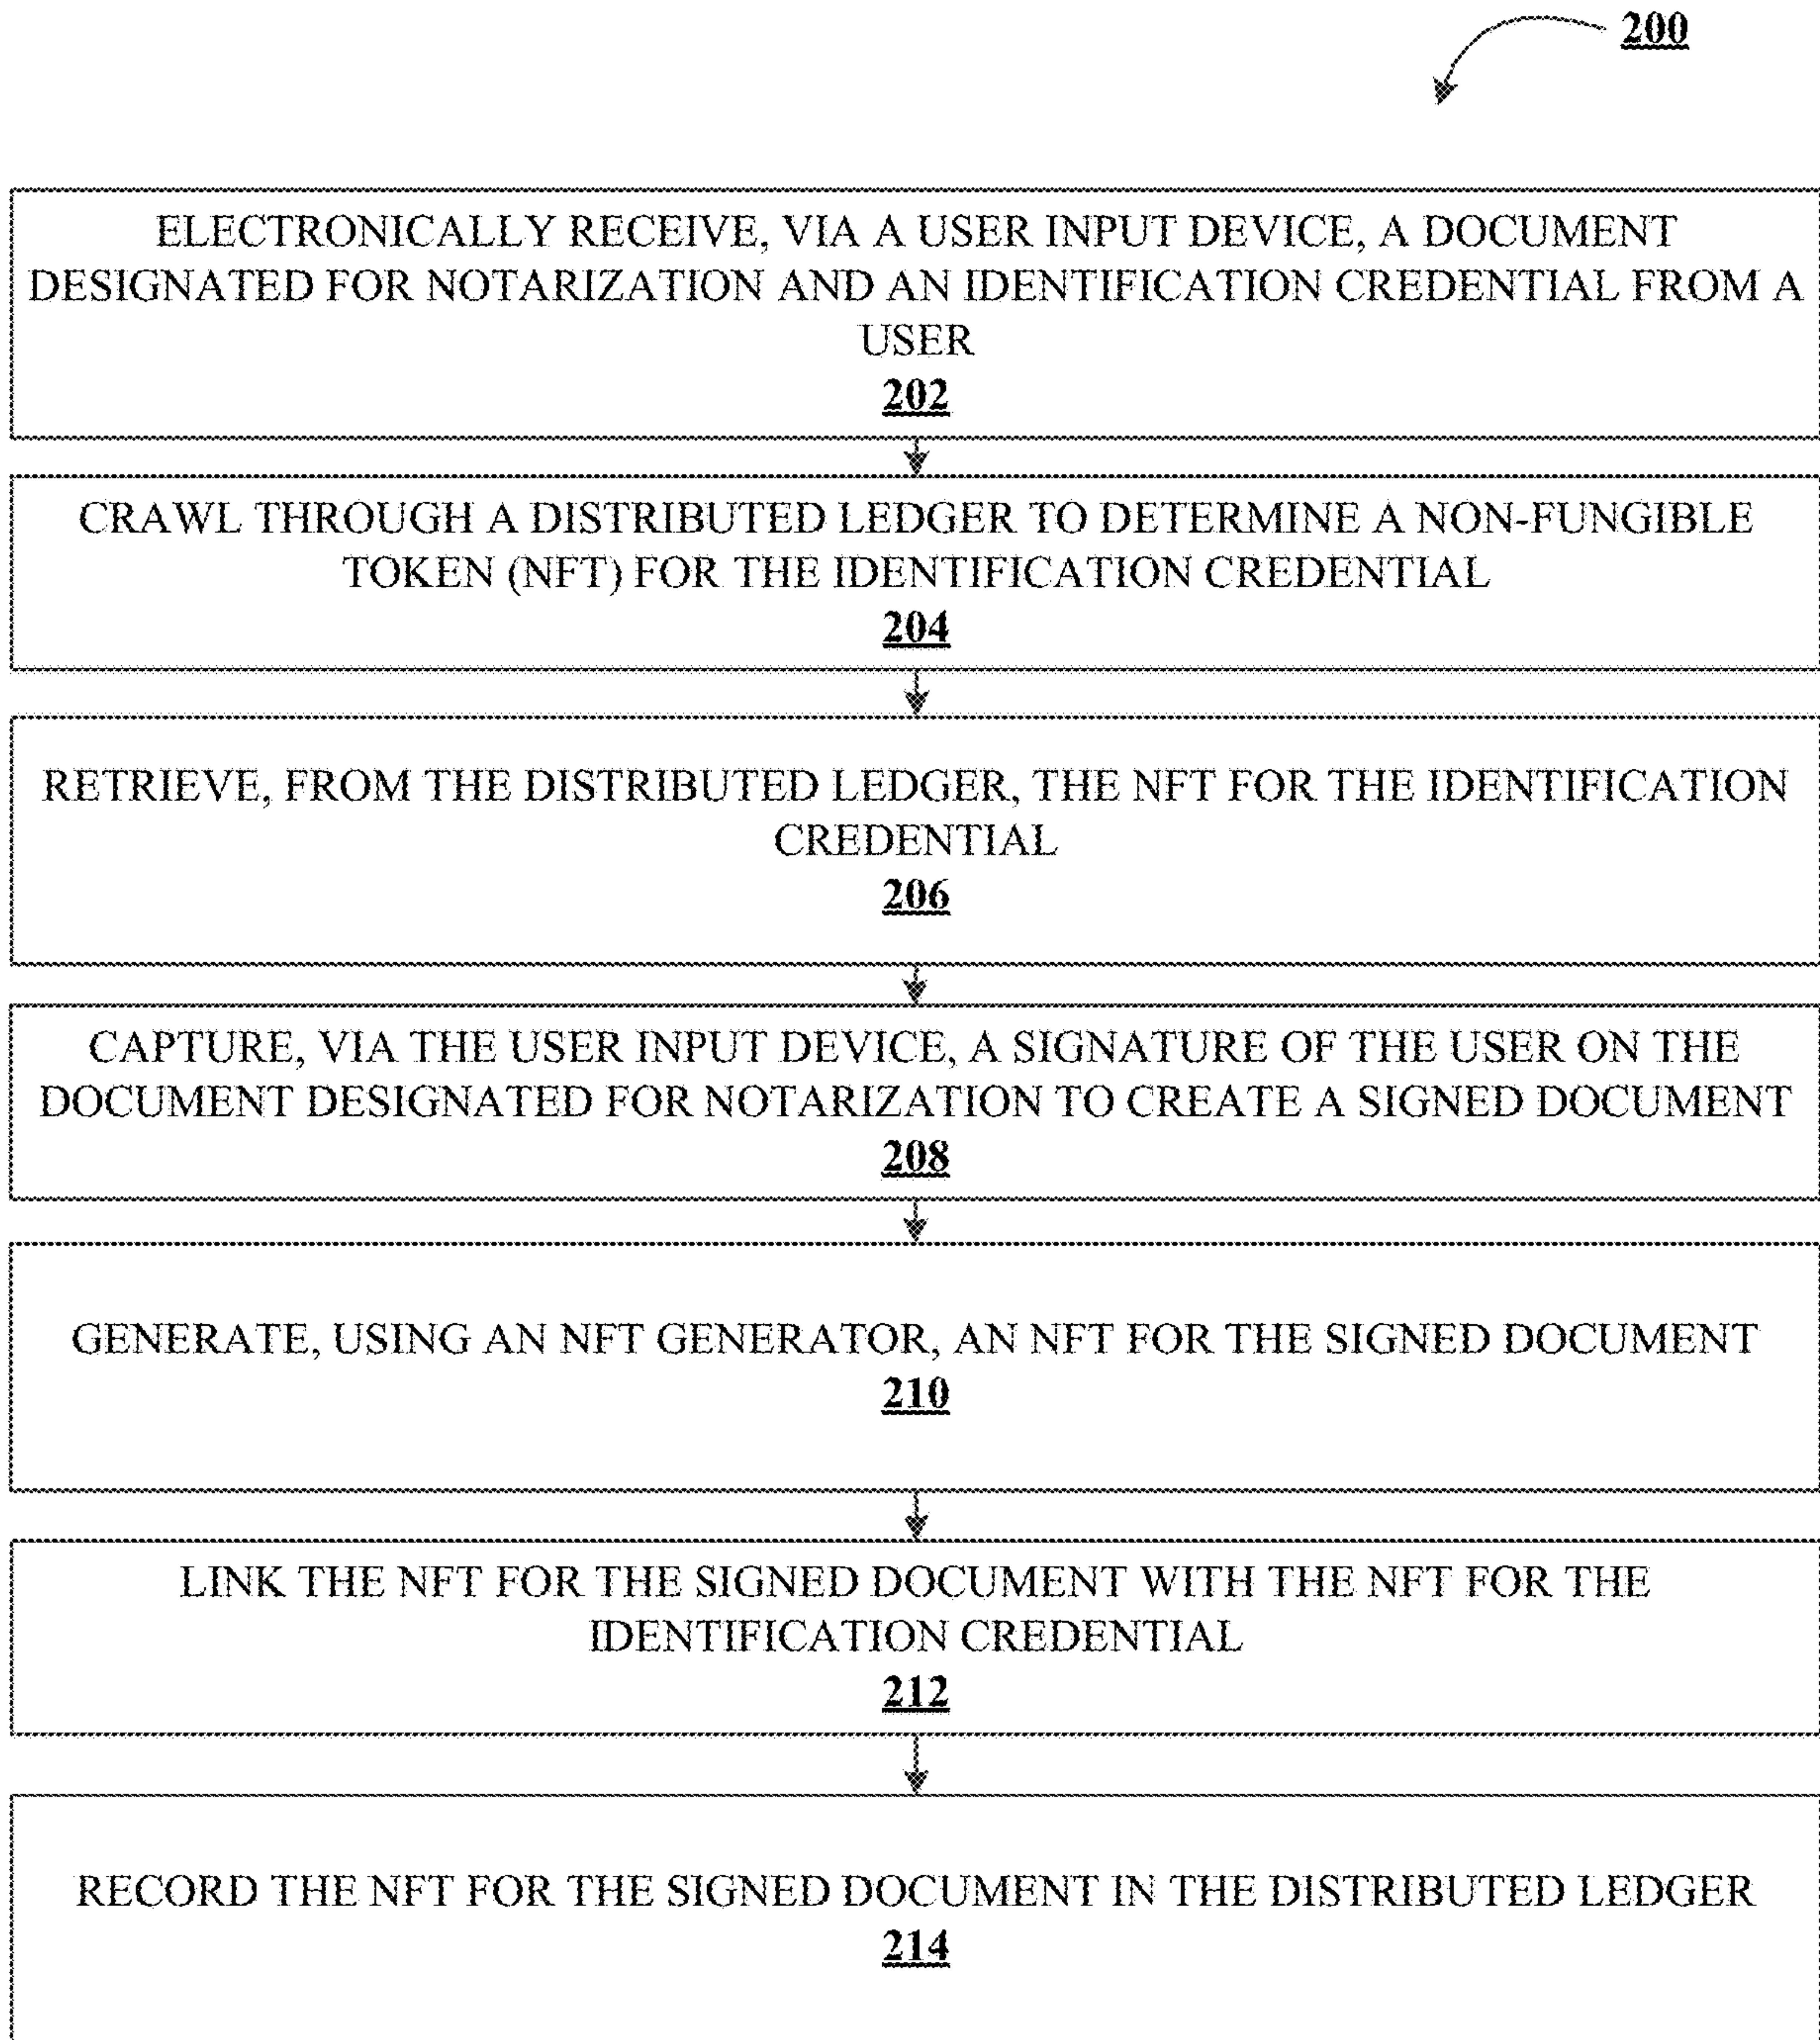 200
ELECTRONICALLY RECEIVE, VIA A USER INPUT DEVICE, A DOCUMENT
DESIGNATED FOR NOTARIZATION AND AN IDENTIFICATION CREDENTIAL FROM A
USER
202
CRAWL THROUGH A DISTRIBUTED LEDGER TO DETERMINE A NON-FUNGIBLE
TOKEN (NFT) FOR THE IDENTIFICATION CREDENTIAL
204
RETRIEVE, FROM THE DISTRIBUTED LEDGER, THE NFT FOR THE IDENTIFICATION
CREDENTIAL
206
CAPTURE, VIA THE USER INPUT DEVICE, A SIGNATURE OF THE USER ON THE
DOCUMENT DESIGNATED FOR NOTARIZATION TO CREATE A SIGNED DOCUMENT
208
GENERATE, USING AN NFT GENERATOR, AN NFT FOR THE SIGNED DOCUMENT
210
LINK THE NFT FOR THE SIGNED DOCUMENT WITH THE NFT FOR THE
IDENTIFICATION CREDENTIAL
212
RECORD THE NFT FOR THE SIGNED DOCUMENT IN THE DISTRIBUTED LEDGER
214